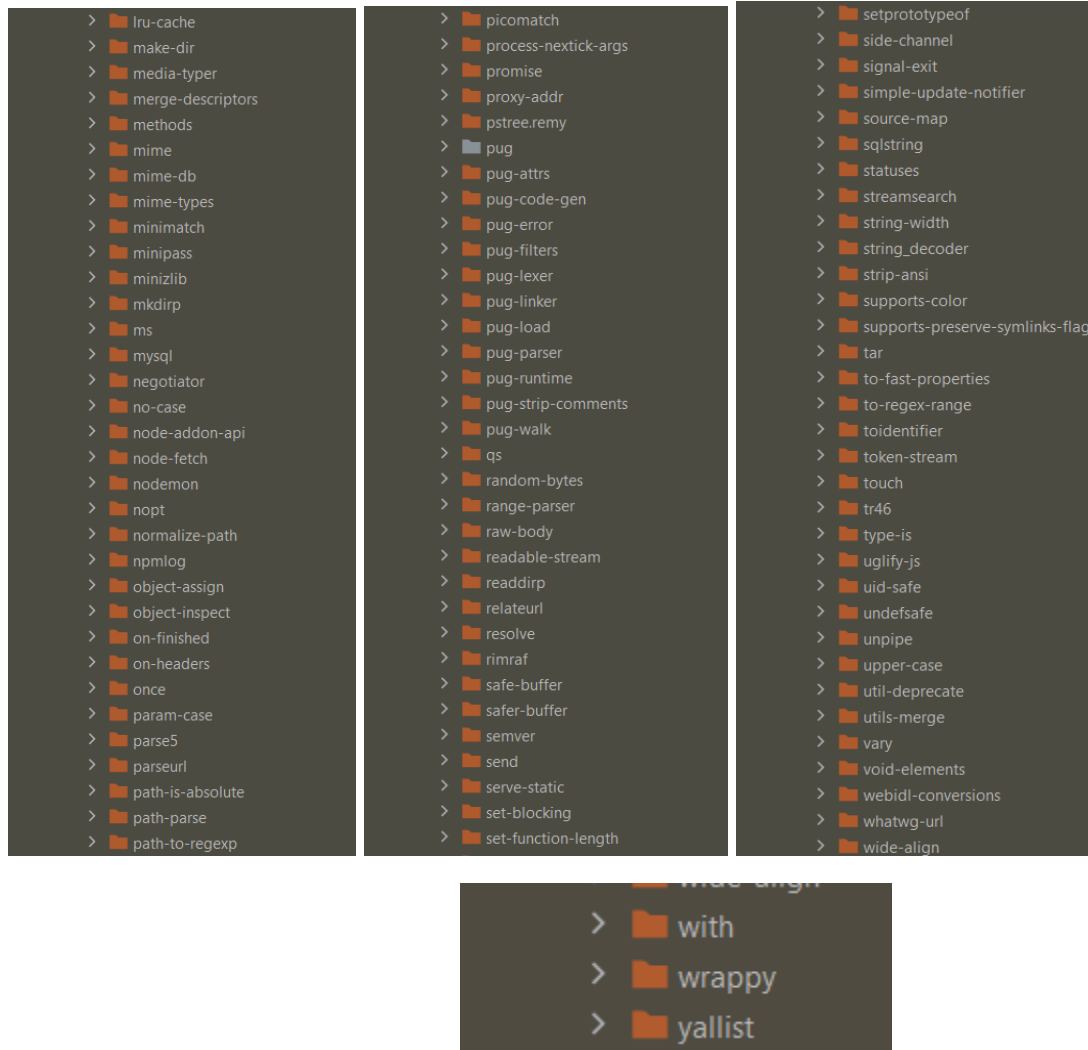 lru-cache
make-dir
media-typer
merge-descriptors
methods
mime
mime-db
mime-types
minimatch
minipass
minizlib
mkdirp
ms
mysql
negotiator
no-case
node-addon-api
node-fetch
nodemon
nopt
normalize-path
npmlog
object-assign
object-inspect
on-finished
on-headers
once
param-case
parse5
parseurl
path-is-absolute
path-parse
path-to-regexp
picomatch
process-nextick-args
promise
proxy-addr
pstree.remy
pug
pug-attrs
pug-code-gen
pug-error
pug-filters
pug-lexer
pug-linker
pug-load
pug-parser
pug-runtime
pug-strip-comments
pug-walk
qs
random-bytes
range-parser
raw-body
readable-stream
readdirp
relateurl
resolve
rimraf
safe-buffer
safer-buffer
semver
send
serve-static
set-blocking
set-function-length
setprototypeof
side-channel
signal-exit
simple-update-notifier
source-map
sqlstring
statuses
streamsearch
string-width
string_decoder
strip-ansi
supports-color
supports-preserve-symlinks-flag
tar
to-fast-properties
to-regex-range
toidentifier
token-stream
touch
tr46
type-is
uglify-js
uid-safe
undefsafe
unpipe
upper-case
util-deprecate
utils-merge
vary
void-elements
webidl-conversions
whatwg-url
wide-align
wide-align
with
wrappy
yallist